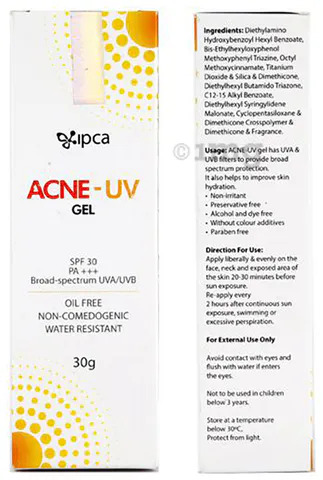 ipca
ACNE-UV
GEL
SPF 30
PA +++
Broad-spectrum UVA/UVB
OIL FREE
NON-COMEDOGENIC
WATER RESISTANT
30g
Ingredients: Diethylamino
Hydroxybenzoyl Hexyl Benzoate,
Bis-Ethylhexyloxyphenol
Methoxyphenyl Triazine, Octyl
Methoxycinnamate, Titanium
Dioxide & Silica & Dimethicone,
Diethylhexyl Butamido Triazone,
C12-15 Alkyl Benzoate,
Diethylhexyl Syringylidene
Malonate, Cyclopentasiloxane &
Dimethicone Crosspolymer &
Dimethicone & Fragrance.
Usage: ACNE-UV gel has UVA &
UVB filters to provide broad
spectrum protection.
It also helps to improve skin
hydration.
• Non-irritant
• Preservative free
• Alcohol and dye free
• Without colour additives
• Paraben free
Direction For Use:
Apply liberally & evenly on the
face, neck and exposed area of
the skin 20-30 minutes before
sun exposure.
Re-apply every
2 hours after continuous sun
exposure, swimming or
excessive perspiration.
For External Use Only
Avoid contact with eyes and
flush with water if enters
the eyes.
Not to be used in children
below 3 years.
Store at a temperature
below 30°C,
Protect from light.